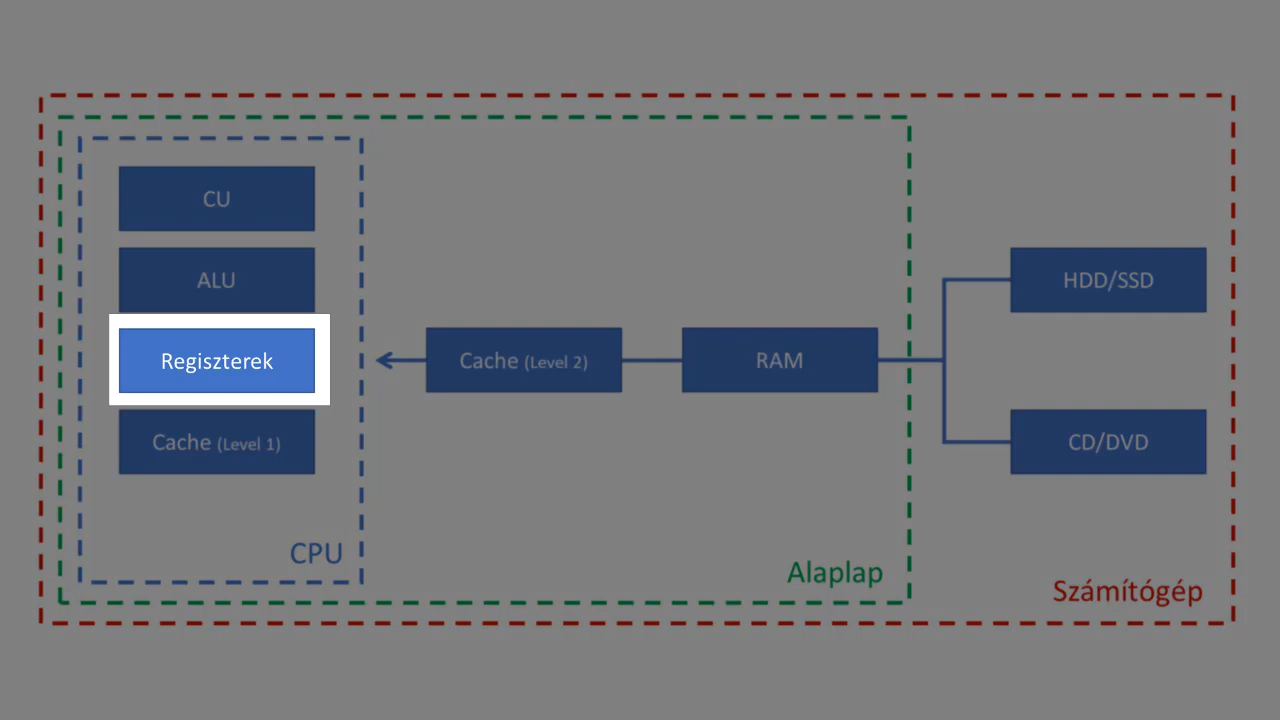 CU
ALU
Regiszterek
Cache (Level 1)
CPU
Cache (Level 2)
RAM
Alaplap
HDD/SSD
CD/DVD
Számítógép